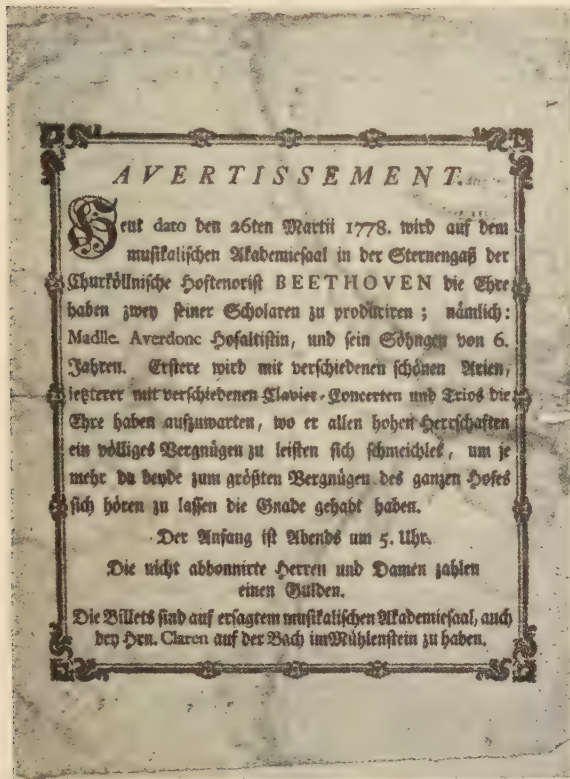 AVERTISSEMENT.
Heut dato den 26ten Martii 1778. wird auf dem
musikalischen Akademiesaal in der Sternengaß der
Churköllnische Hoftenorist BEETHOVEN die Ehre
haben zwey seiner Scholaren zu produciren; nämlich:
Madlle. Averdonc Hofaltistin, und sein Söhngen von 6.
Jahren. Erstere wird mit verschiedenen schönen Arien,
letzterer mit verschiedenen Clavier-Concerten und Trios die
Ehre haben aufzuwarten, wo er allen hohen Herrschaften
ein völliges Vergnügen zu leisten sich schmeichlet, um je
mehr da beyde zum größten Vergnügen des ganzen Hofes
sich hören zu lassen die Gnade gehabt haben.
Der Anfang ist Abends um 5. Uhr.
Die nicht abbonnirte Herren und Damen zahlen
einen Gulden.
Die Billets sind auf ersagtem musikalischen Akademiesaal, auch
bey Hrn. Claren auf der Bach im Mühlenstein zu haben.